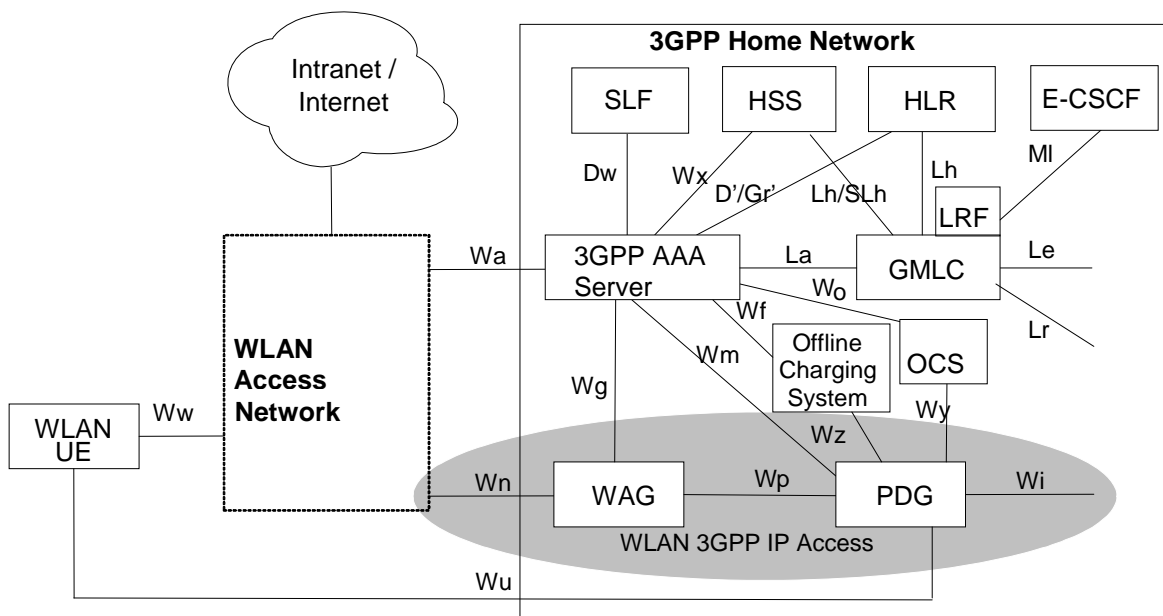 3GPP Home Network
Intranet /
Internet
SLF
HSS
HLR
E-CSCF
Dw
Wx
D'/Gr'
Lh/SLh
Lh
Ml
LRF
Wa
3GPP AAA
Server
La
GMLC
Le
Wo
Wf
Lr
WLAN
Access
Network
Offline
Charging
System
OCS
Wm
Wg
Wy
Ww
WLAN
UE
Wz
Wn
WAG
Wp
PDG
Wi
WLAN 3GPP IP Access
Wu